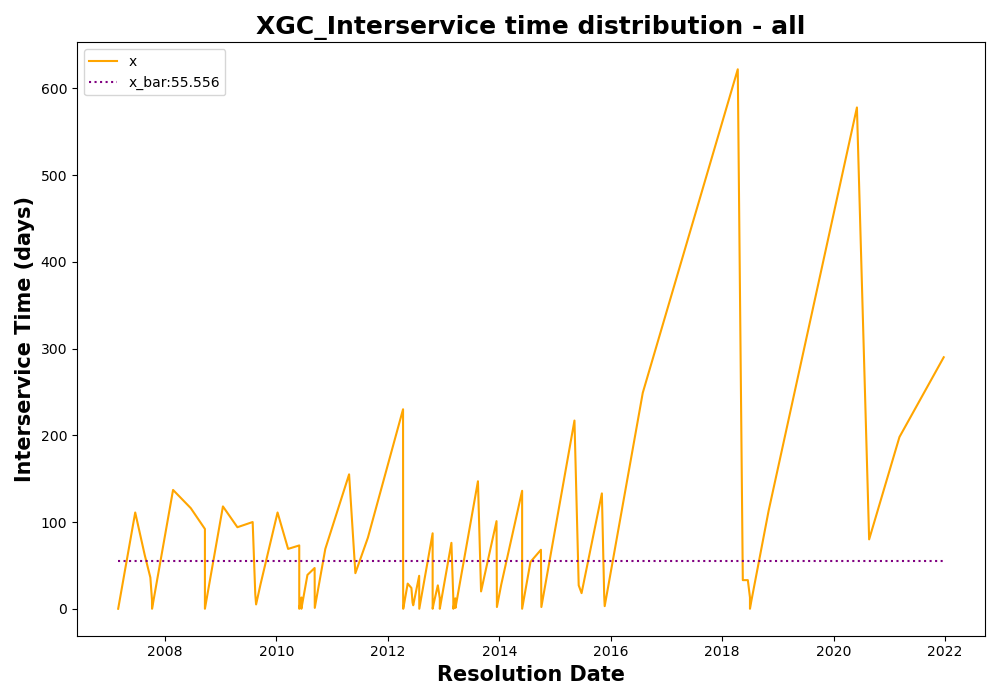 XGC_Interservice time distribution - all
x
x_bar:55.556
Interservice Time (days)
600
500
400
300
200
100
0
2008 2010 2012 2014 2016 2018 2020 2022
Resolution Date